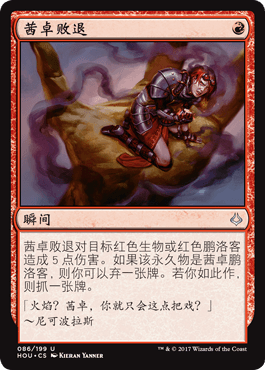 茜卓败退
瞬间
茜卓败退对目标红色生物或红色鹏洛客
造成5点伤害。如果该永久物是茜卓鹏
洛客，则你可以弃一张牌。若你如此作，
则抓一张牌。
「火焰？茜卓，你就只会这点把戏？」
～尼可波拉斯
086/199 U
HOU • CS KIERAN YANNER
™ & © 2017 Wizards of the Coast